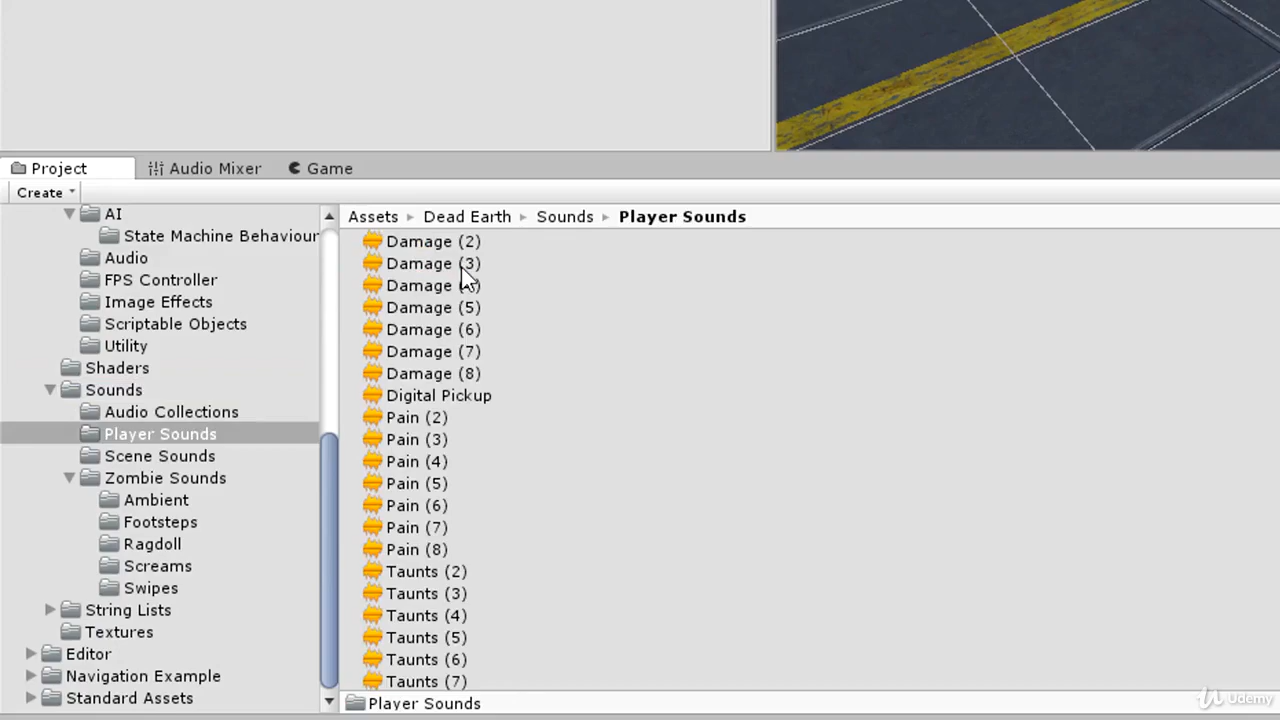 Project
Audio Mixer
Game
Create
AI
State Machine Behaviour
Audio
FPS Controller
Image Effects
Scriptable Objects
Utility
Shaders
Sounds
Audio Collections
Player Sounds
Scene Sounds
Zombie Sounds
Ambient
Footsteps
Ragdoll
Screams
Swipes
String Lists
Textures
Editor
Navigation Example
Standard Assets
Assets ▸ Dead Earth ▸ Sounds ▸ Player Sounds
Damage (2)
Damage (3)
Damage
Damage (5)
Damage (6)
Damage (7)
Damage (8)
Digital Pickup
Pain (2)
Pain (3)
Pain (4)
Pain (5)
Pain (6)
Pain (7)
Pain (8)
Taunts (2)
Taunts (3)
Taunts (4)
Taunts (5)
Taunts (6)
Taunts (7)
Player Sounds
Udemy